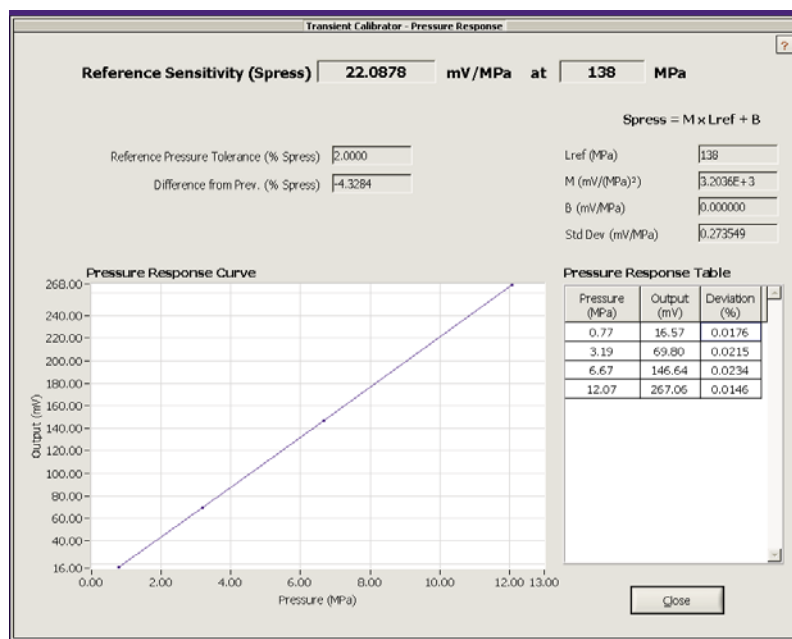 Transient Calibrator - Pressure Response
?
Reference Sensitivity (Spress) 22.0878 mV/MPa at 138 MPa
Spress = M x Lref + B
Reference Pressure Tolerance (% Spress) 2.0000
Difference from Prev. (% Spress) -4.3284
Lref (MPa) 138
M (mV/(MPa)²) 3.2036E+3
B (mV/MPa) 0.000000
Std Dev (mV/MPa) 0.273549
Pressure Response Curve
268.00
240.00
220.00
200.00
180.00
160.00
140.00
120.00
100.00
80.00
60.00
40.00
16.00
Output (mV)
0.00 2.00 4.00 6.00 8.00 10.00 12.00 13.00
Pressure (MPa)
Pressure Response Table
Pressure (MPa) Output (mV) Deviation (%)
0.77 16.57 0.0176
3.19 69.80 0.0215
6.67 146.64 0.0234
12.07 267.06 0.0146
Close